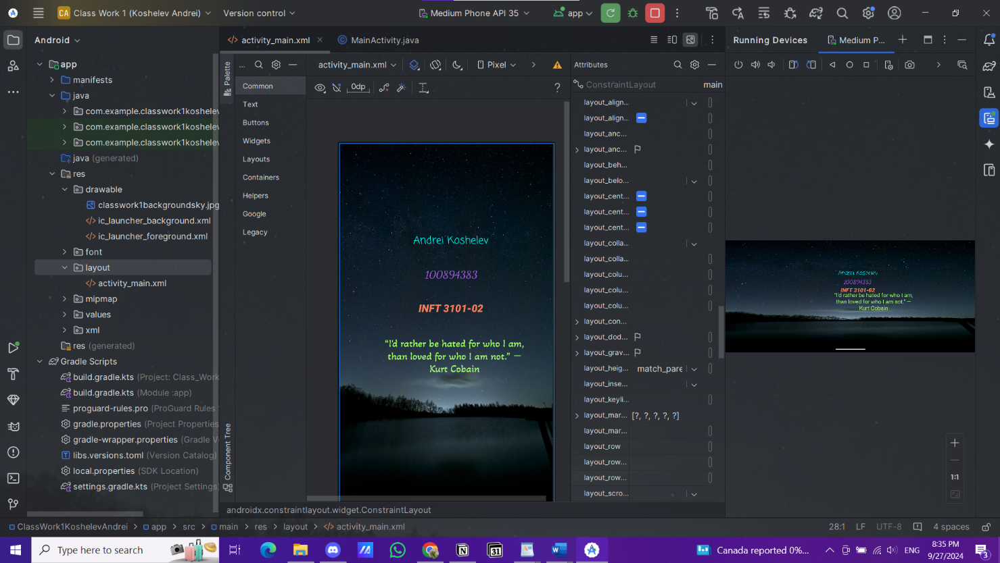 CA Class Work 1 (Koshelev Andrei) Version control Medium Phone API 35 app
Android
activity_main.xml MainActivity.java
Running Devices Medium P...
app
manifests
java
com.example.classwork1koshelev
com.example.classwork1koshelev
com.example.classwork1koshelev
java (generated)
res
drawable
classwork1backgroundsky.jpg
ic_launcher_background.xml
ic_launcher_foreground.xml
font
layout
activity_main.xml
mipmap
values
xml
res (generated)
Gradle Scripts
build.gradle.kts (Project: Class_Work
build.gradle.kts (Module :app)
proguard-rules.pro (ProGuard Rules
gradle.properties (Project Properties
gradle-wrapper.properties (Gradle V
libs.versions.toml (Version Catalog)
local.properties (SDK Location)
settings.gradle.kts (Project Settings
Palette
Component Tree
...
Common
Text
Buttons
Widgets
Layouts
Containers
Helpers
Google
Legacy
activity_main.xml Pixel
0dp ?
Andrei Koshelev
100894383
INFT 3101-02
“I’d rather be hated for who I am,
than loved for who I am not.” —
Kurt Cobain
Attributes
ConstraintLayout main
layout_align...
layout_align...
layout_anc...
layout_anc...
layout_beh...
layout_belo...
layout_cent...
layout_cent...
layout_cent...
layout_colla...
layout_colla...
layout_colu...
layout_colu...
layout_colu...
layout_con...
layout_dod...
layout_grav...
layout_heig... match_pare
layout_inse...
layout_keyli...
layout_mar... [?, ?, ?, ?, ?]
layout_mar...
layout_row
layout_row...
layout_row...
layout_scro...
Andrei Koshelev
100894383
INFT 3101-02
“I’d rather be hated for who I am,
than loved for who I am not.” —
Kurt Cobain
1:1
androidx.constraintlayout.widget.ConstraintLayout
ClassWork1KoshelevAndrei app src main res layout activity_main.xml 28:1 LF UTF-8 4 spaces
Type here to search 31 Canada reported 0%... ENG 8:35 PM
9/27/2024 3